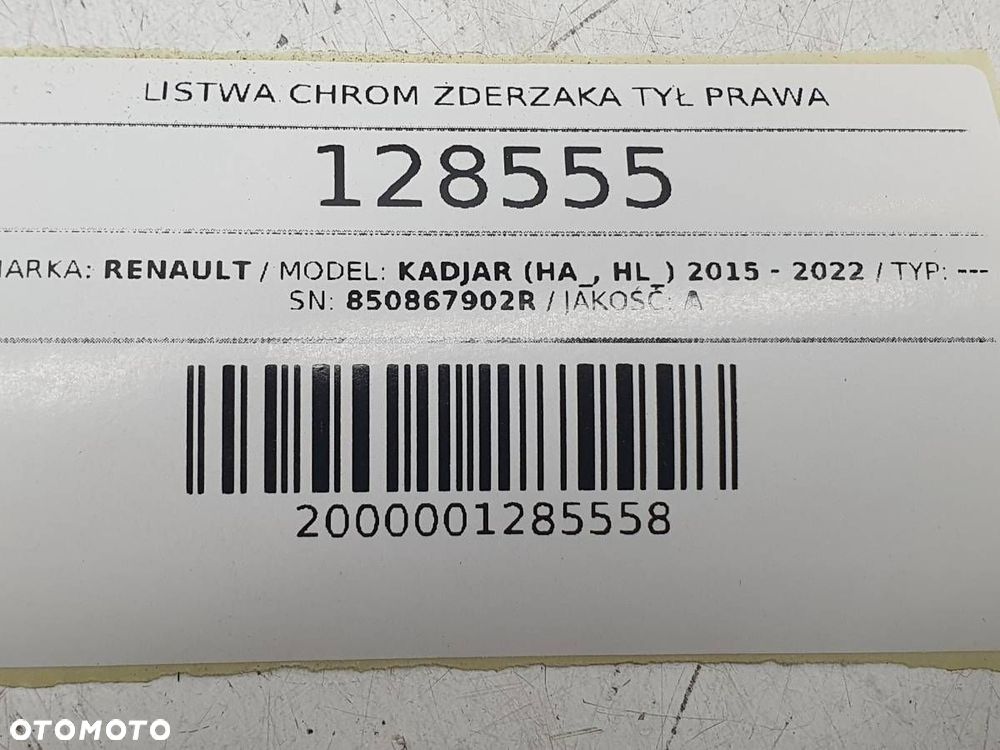 LISTWA CHROM ZDERZAKA TYŁ PRAWA
128555
MARKA: RENAULT / MODEL: KADJAR (HA_, HL_) 2015 - 2022 / TYP: ---
SN: 850867902R / JAKOŚĆ: A
2000001285558
OTOMOTO